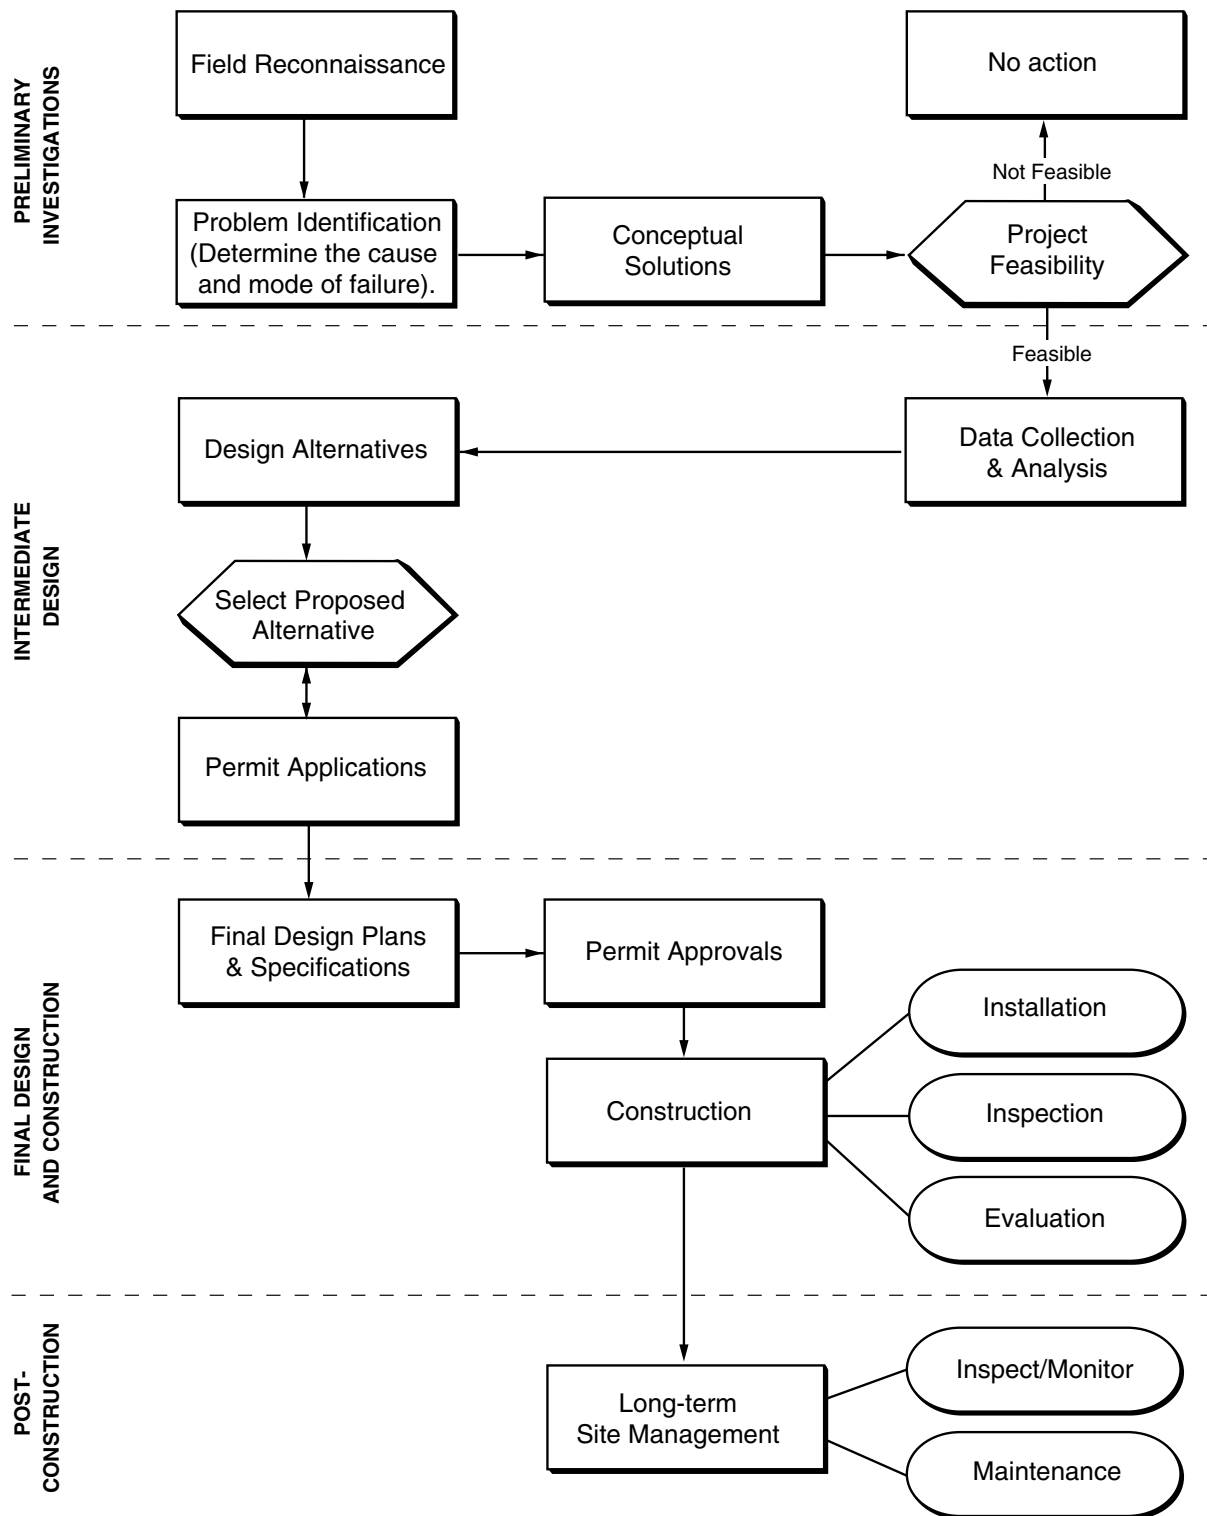 PRELIMINARY
INVESTIGATIONS
Field Reconnaissance
No action
Not Feasible
Problem Identification
(Determine the cause
and mode of failure).
Conceptual
Solutions
Project
Feasibility
Feasible
INTERMEDIATE
DESIGN
Design Alternatives
Data Collection
& Analysis
Select Proposed
Alternative
Permit Applications
FINAL DESIGN
AND CONSTRUCTION
Final Design Plans
& Specifications
Permit Approvals
Installation
Construction
Inspection
Evaluation
POST-
CONSTRUCTION
Long-term
Site Management
Inspect/Monitor
Maintenance